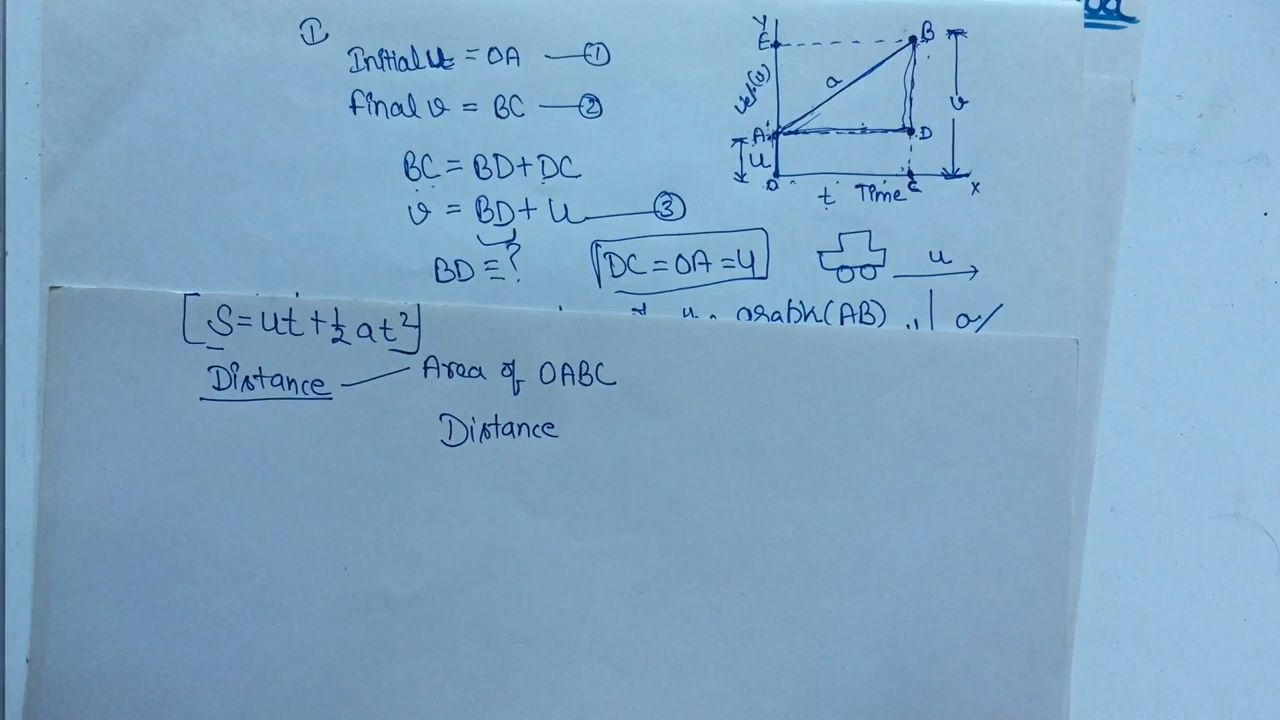 ①
Initial u = OA —①
final v = BC —②
BC = BD + DC
v = BD + u —③
BD = ?
DC = OA = u
Y
E
B
Vel(v)
a
v
A
D
u
O
t Time C
X
u
graph(AB)
[S = ut + ½ at²]
Distance — Area of OABC
Distance